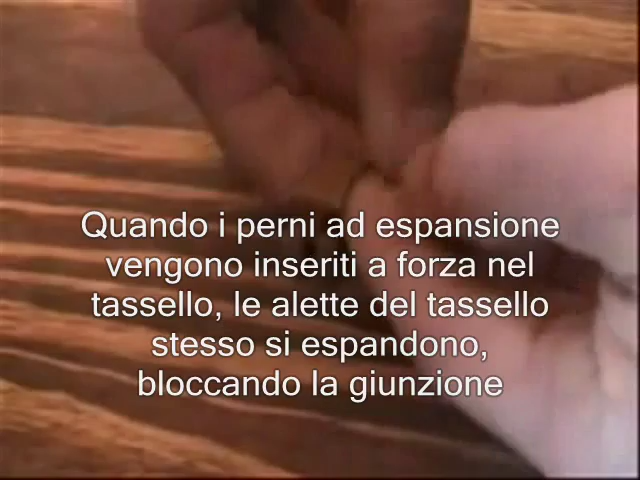 Quando i perni ad espansione
vengono inseriti a forza nel
tassello, le alette del tassello
stesso si espandono,
bloccando la giunzione